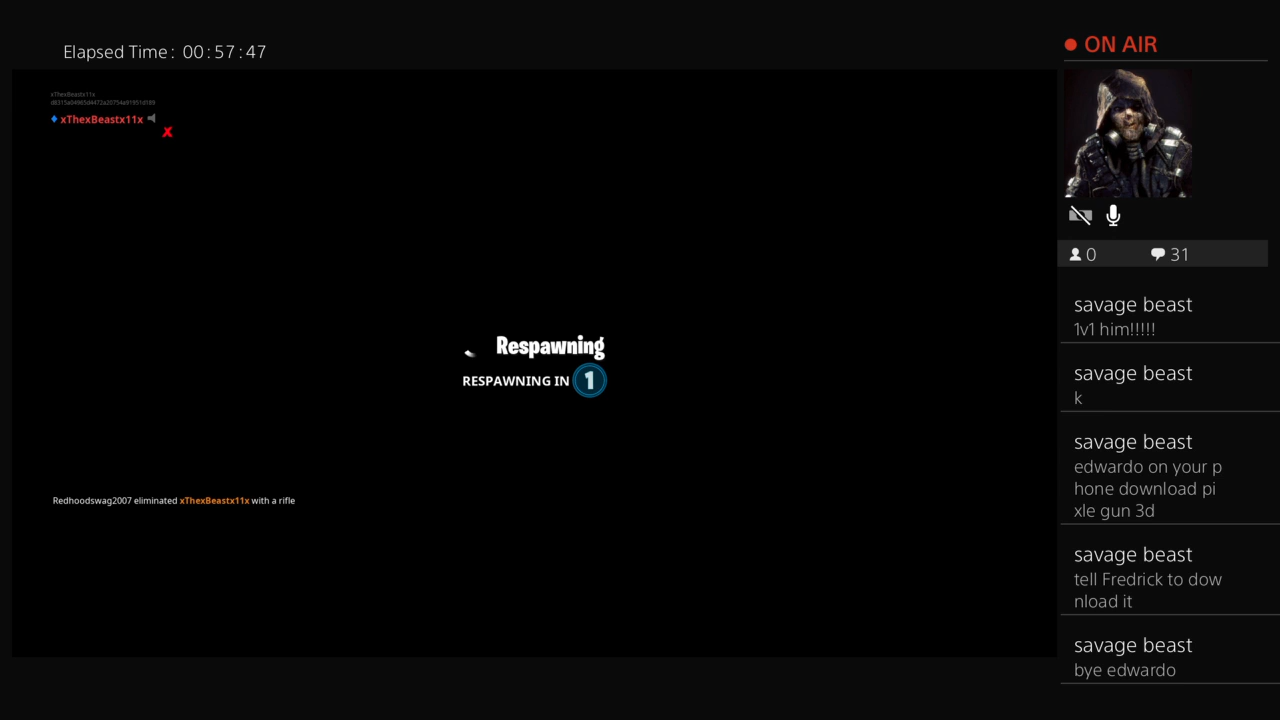 Elapsed Time: 00:57:47
ON AIR
xThexBeastx11x
xThexBeastx11x
X
0 31
Respawning
RESPAWNING IN 1
Redhoodswag2007 eliminated xThexBeastx11x with a rifle
savage beast
1v1 him!!!!!
savage beast
k
savage beast
edwardo on your p
hone download pi
xle gun 3d
savage beast
tell Fredrick to dow
nload it
savage beast
bye edwardo